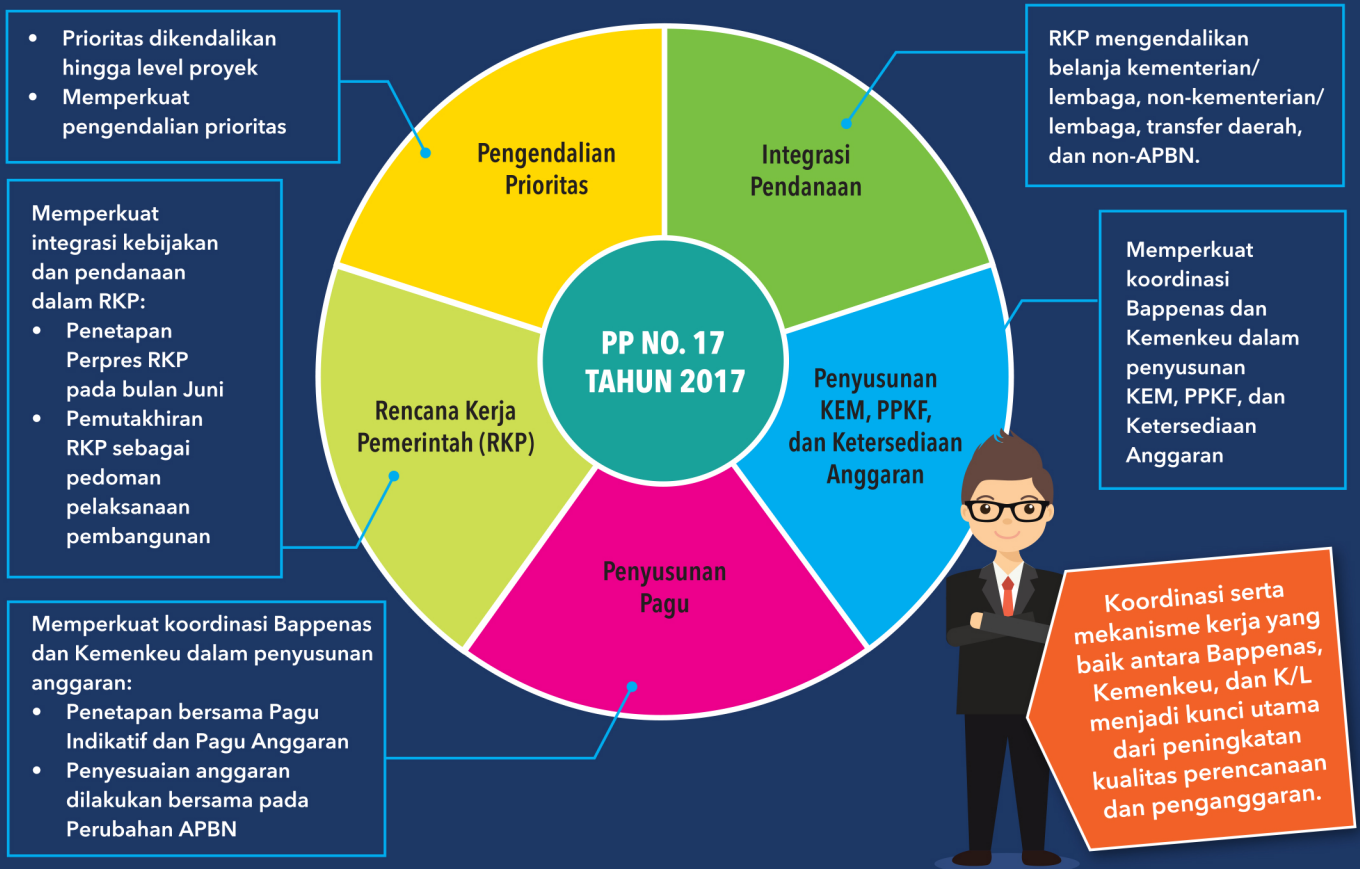 • Prioritas dikendalikan
hingga level proyek
• Memperkuat
pengendalian prioritas
Memperkuat
integrasi kebijakan
dan pendanaan
dalam RKP:
• Penetapan
Perpres RKP
pada bulan Juni
• Pemutakhiran
RKP sebagai
pedoman
pelaksanaan
pembangunan
Memperkuat koordinasi Bappenas
dan Kemenkeu dalam penyusunan
anggaran:
• Penetapan bersama Pagu
Indikatif dan Pagu Anggaran
• Penyesuaian anggaran
dilakukan bersama pada
Perubahan APBN
Pengendalian
Prioritas
Integrasi
Pendanaan
PP NO. 17
TAHUN 2017
Rencana Kerja
Pemerintah (RKP)
Penyusunan
KEM, PPKF,
dan Ketersediaan
Anggaran
Penyusunan
Pagu
RKP mengendalikan
belanja kementerian/
lembaga, non-kementerian/
lembaga, transfer daerah,
dan non-APBN.
Memperkuat
koordinasi
Bappenas dan
Kemenkeu dalam
penyusunan
KEM, PPKF, dan
Ketersediaan
Anggaran
Koordinasi serta
mekanisme kerja yang
baik antara Bappenas,
Kemenkeu, dan K/L
menjadi kunci utama
dari peningkatan
kualitas perencanaan
dan penganggaran.